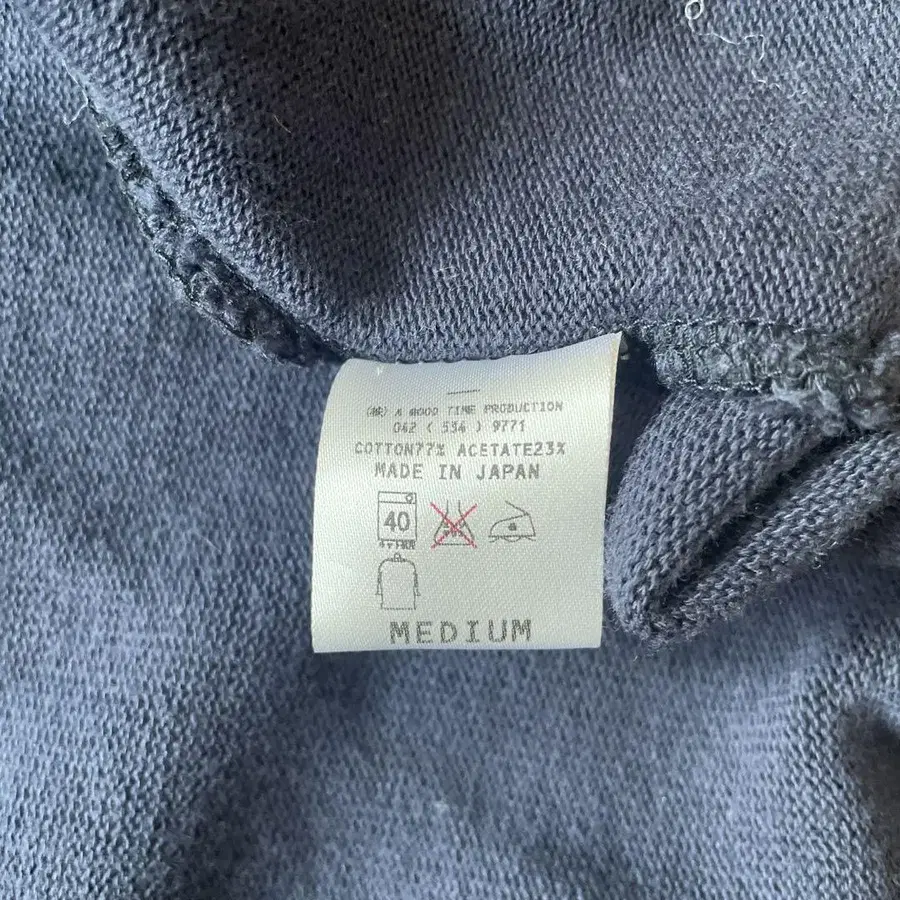 (株) A GOOD TIME PRODUCTION
042 ( 534 ) 9771
COTTON77% ACETATE23%
MADE IN JAPAN
40
MEDIUM